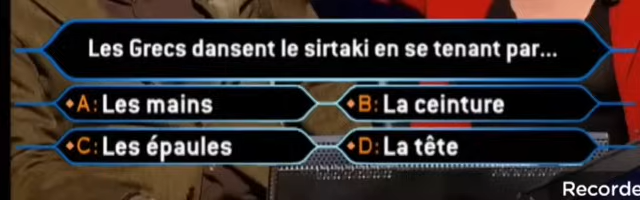 Les Grecs dansent le sirtaki en se tenant par...
A: Les mains
B: La ceinture
C: Les épaules
D: La tête
Recorde